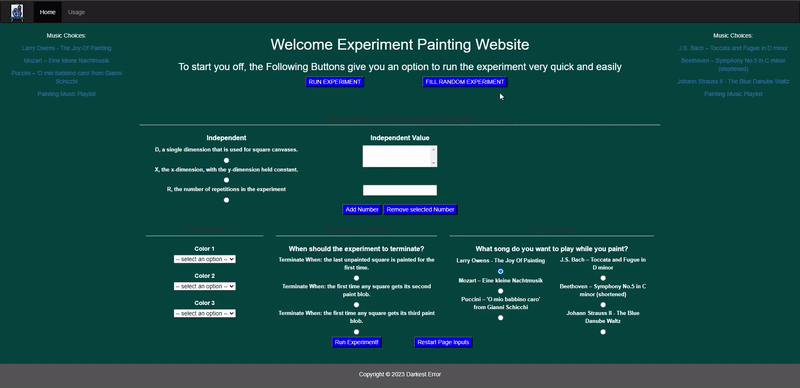 Home Usage
Music Choices:
Larry Owens - The Joy Of Painting
Mozart – Eine kleine Nachtmusik
Puccini – 'O mio babbino caro' from Gianni
Schicchi
Painting Music Playlist
Welcome Experiment Painting Website
To start you off, the Following Buttons give you an option to run the experiment very quick and easily
RUN EXPERIMENT FILL RANDOM EXPERIMENT
Music Choices:
J.S. Bach – Toccata and Fugue in D minor
Beethoven – Symphony No.5 in C minor
(shortened)
Johann Strauss II - The Blue Danube Waltz
Painting Music Playlist
Independent
D, a single dimension that is used for square canvases.
X, the x-dimension, with the y-dimension held constant.
R, the number of repetitions in the experiment
Independent Value
Add Number Remove selected Number
Color 1
-- select an option --
Color 2
-- select an option --
Color 3
-- select an option --
When should the experiment to terminate?
Terminate When: the last unpainted square is painted for the
first time.
Terminate When: the first time any square gets its second
paint blob.
Terminate When: the first time any square gets its third paint
blob.
What song do you want to play while you paint?
Larry Owens - The Joy Of Painting
Mozart – Eine kleine Nachtmusik
Puccini – 'O mio babbino caro'
from Gianni Schicchi
J.S. Bach – Toccata and Fugue in
D minor
Beethoven – Symphony No.5 in C
minor (shortened)
Johann Strauss II - The Blue
Danube Waltz
Run Experiment! Restart Page Inputs
Copyright © 2023 Darkest Error